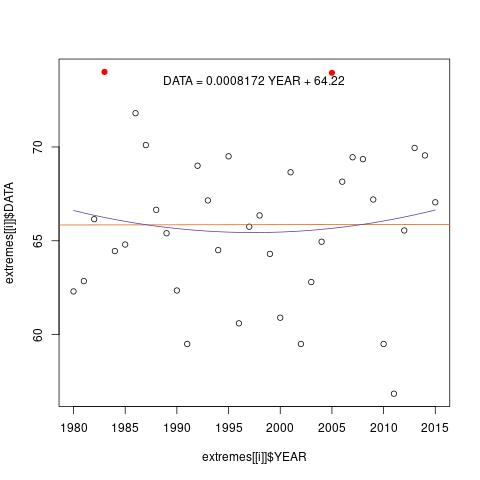 DATA = 0.0008172 YEAR + 64.22
70
65
60
extremes[[i]]$DATA
1980 1985 1990 1995 2000 2005 2010 2015
extremes[[i]]$YEAR